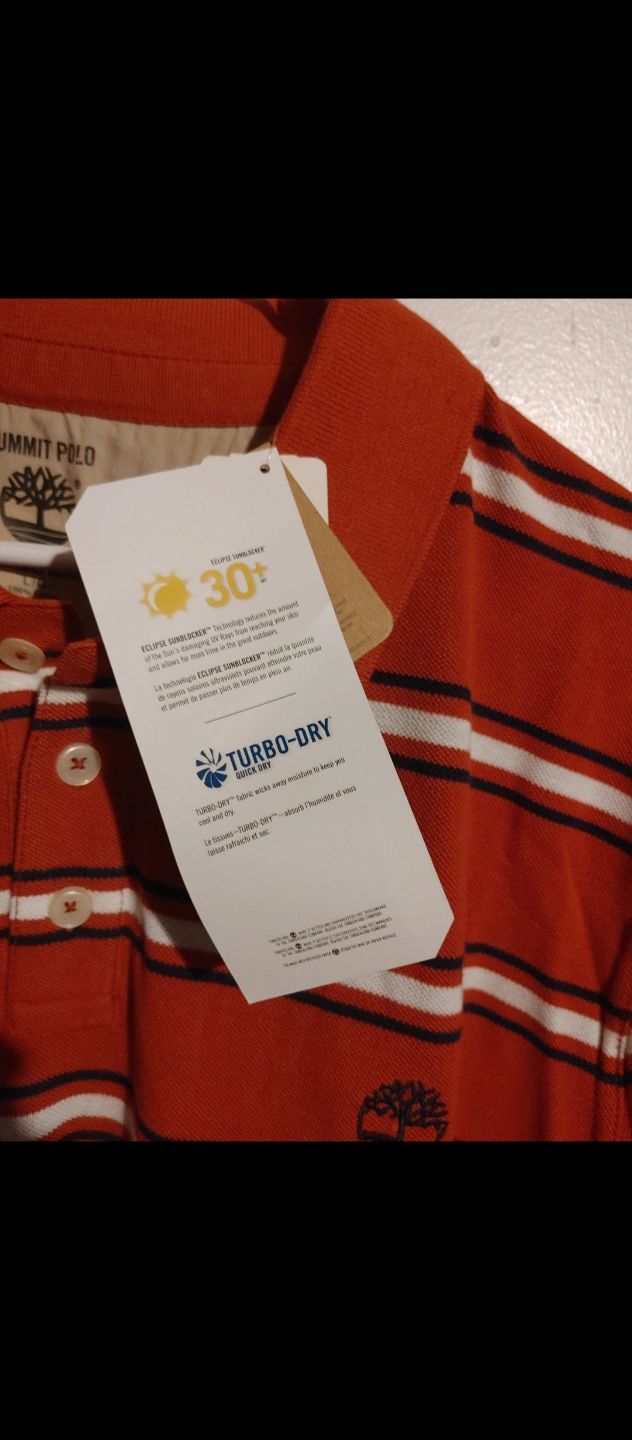 UMMIT POLO
ECLIPSE SUNBLOCKER™
30+
ECLIPSE SUNBLOCKER™ Technology reduces the amount
of the Sun's damaging UV Rays from reaching your skin
and allows for more time in the great outdoors.
La technologie ECLIPSE SUNBLOCKER™ réduit la quantité
de rayons solaires ultraviolets pouvant atteindre votre peau
et permet de passer plus de temps en plein air.
TURBO-DRY
QUICK DRY
TURBO-DRY™ fabric wicks away moisture to keep you
cool and dry.
Le tissues—TURBO-DRY™—absorb l'humidite et vous
laisse rafraichi et sec.